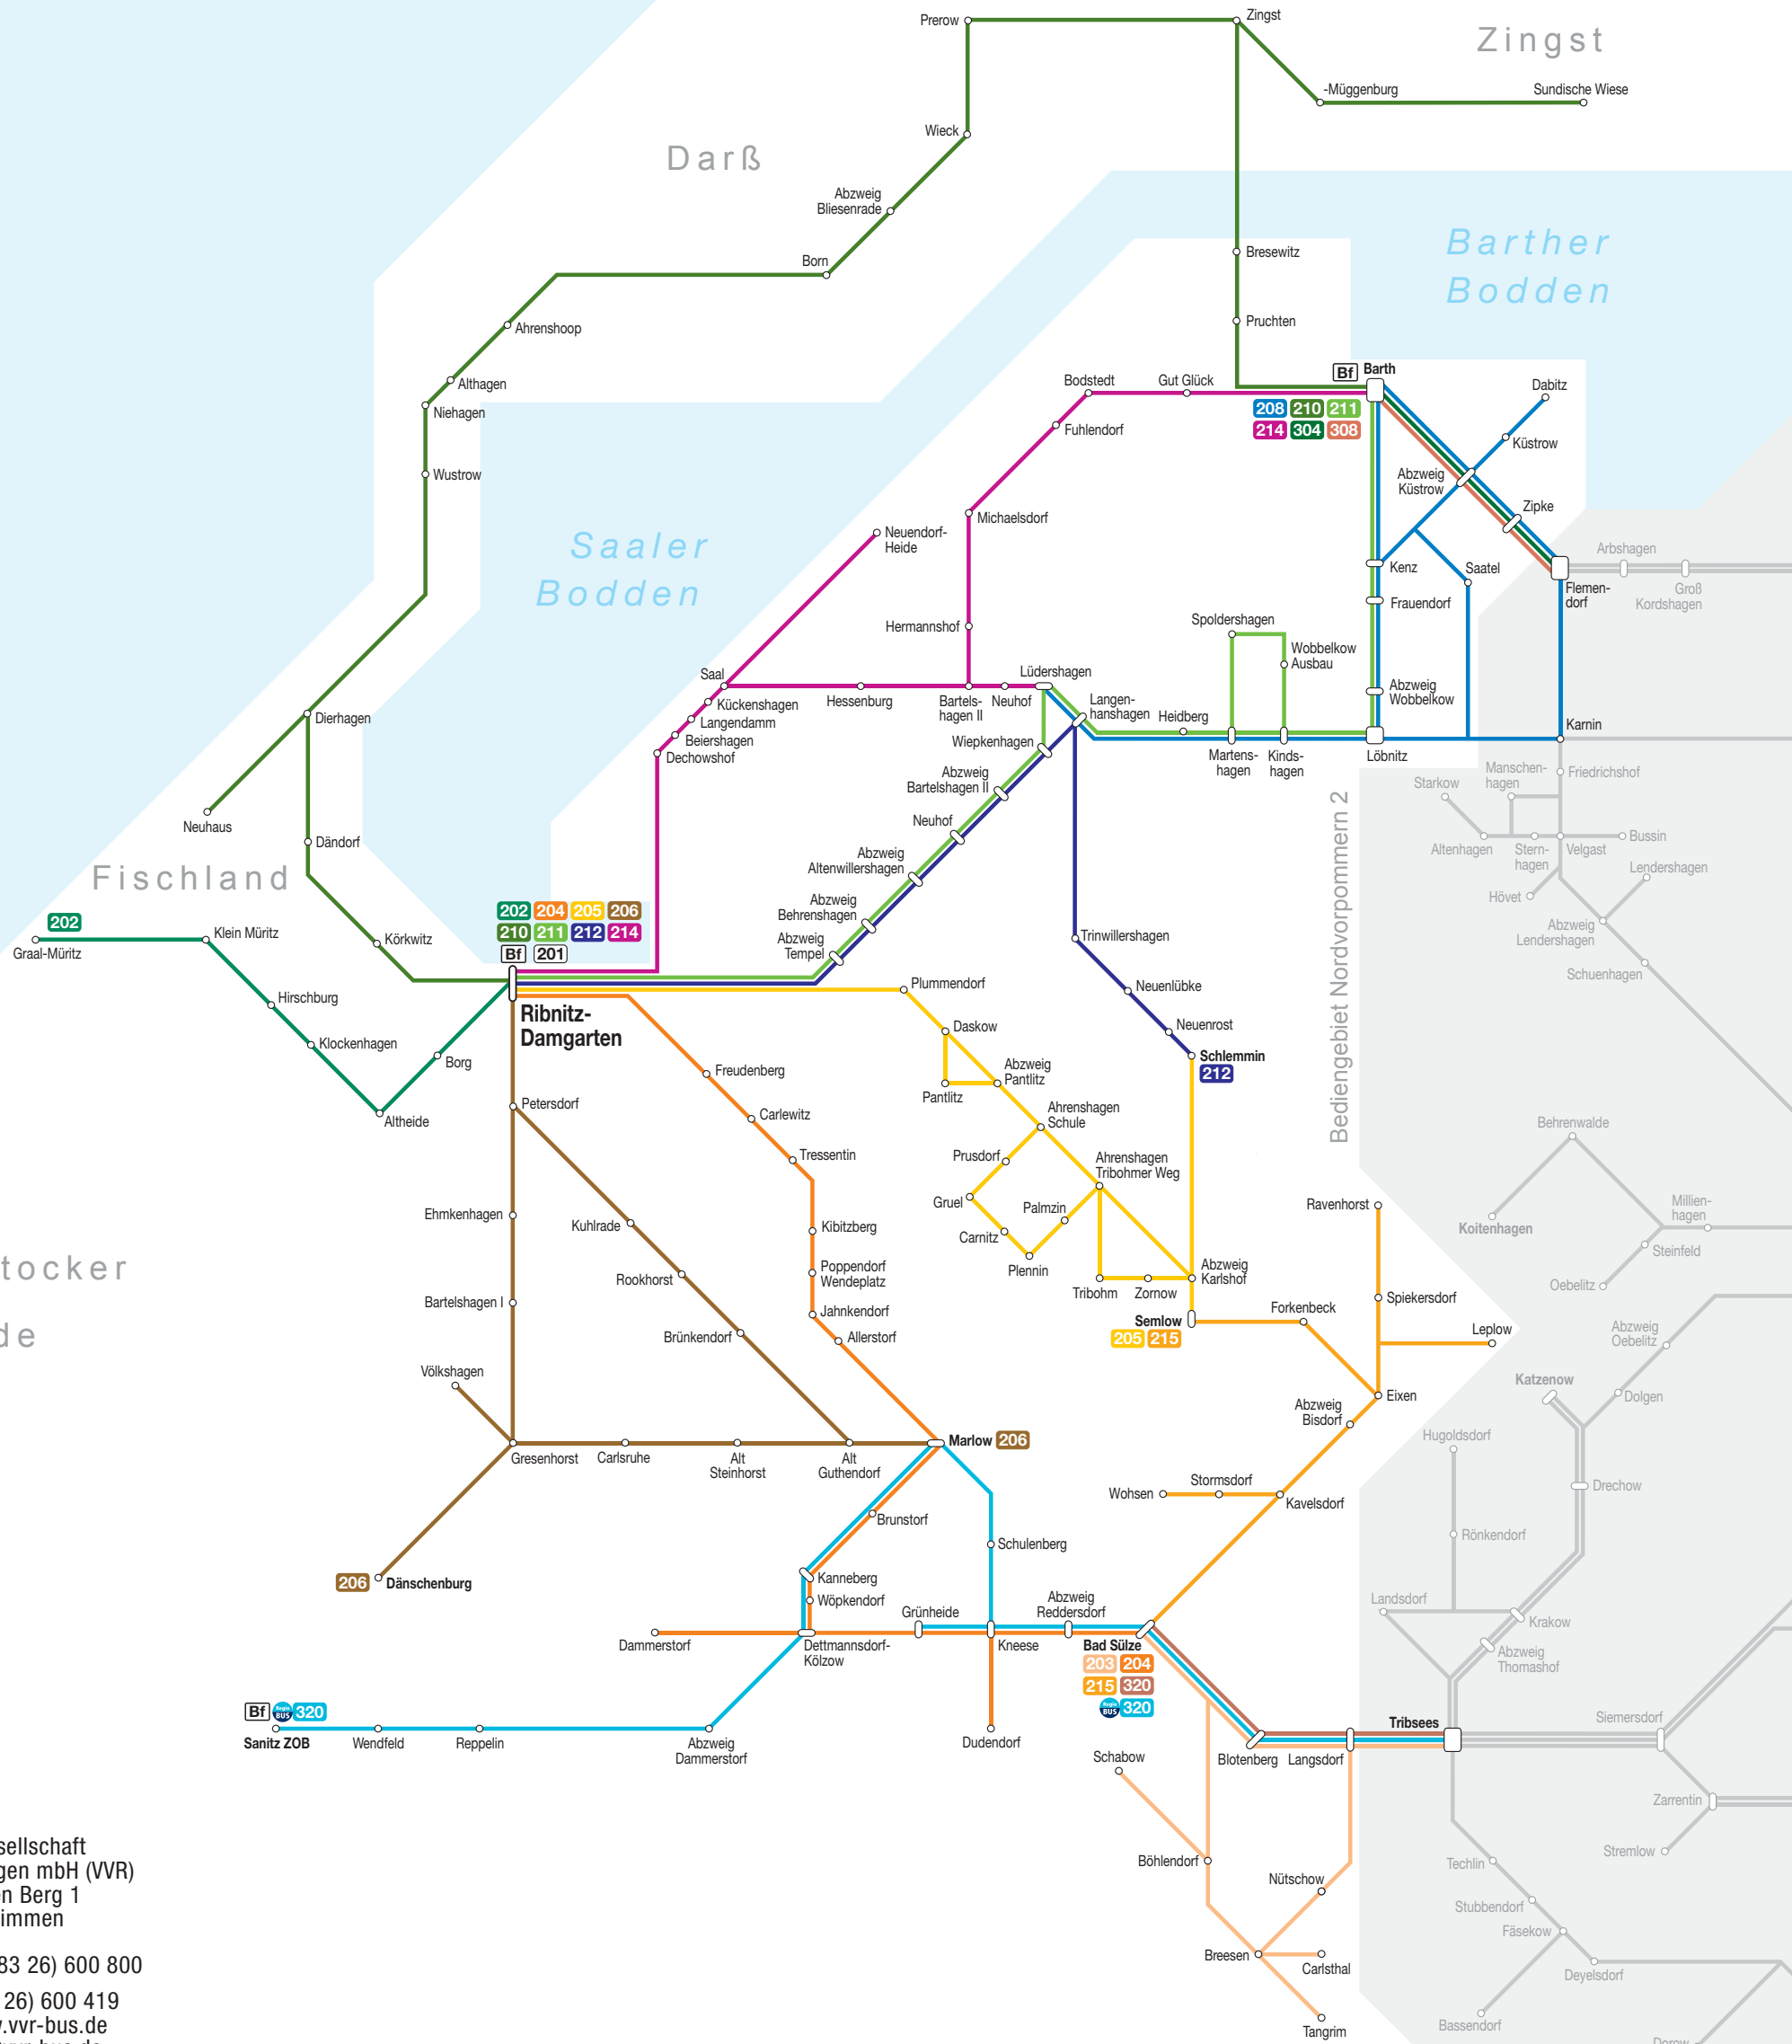 Prerow
Zingst
Zingst
-Müggenburg
Sundische Wiese
Wieck
Darß
Abzweig
Bliesenrade
Born
Barther
Bodden
Bresewitz
Pruchten
Ahrenshoop
Althagen
Niehagen
Wustrow
Bf
Barth
208 210 211
214 304 308
Bodstedt
Gut Glück
Fuhlendorf
Dabitz
Küstrow
Abzweig
Küstrow
Zipke
Michaelsdorf
Neuendorf-
Heide
Saaler
Bodden
Arbshagen
Groß
Kordshagen
Flemen-
dorf
Kenz
Saatel
Frauendorf
Spoldershagen
Wobbelkow
Ausbau
Hermannshof
Saal
Lüdershagen
Abzweig
Wobbelkow
Kückenshagen
Langendamm
Beiershagen
Dechowshof
Hessenburg
Bartels-
hagen II
Neuhof
Langen-
hanshagen
Heidberg
Karnin
Dierhagen
Wiepkenhagen
Martens-
hagen
Kinds-
hagen
Löbnitz
Abzweig
Bartelshagen II
Manschen-
hagen
Friedrichshof
Starkow
Neuhaus
Neuhof
Dändorf
Altenhagen
Stern-
hagen
Velgast
Bussin
Abzweig
Altenwillershagen
Lendershagen
Fischland
Hövet
Abzweig
Behrenshagen
Abzweig
Lendershagen
Bediengebiet Nordvorpommern 2
202
Graal-Müritz
Klein Müritz
Körkwitz
202 204 205 206
210 211 212 214
Bf 201
Abzweig
Tempel
Trinwillershagen
Schuenhagen
Ribnitz-
Damgarten
Plummendorf
Neuenlübke
Hirschburg
Daskow
Neuenrost
Klockenhagen
Borg
Schlemmin
212
Freudenberg
Abzweig
Pantlitz
Pantlitz
Altheide
Petersdorf
Carlewitz
Ahrenshagen
Schule
Behrenwalde
Tressentin
Prusdorf
Ahrenshagen
Tribohmer Weg
Gruel
Palmzin
Ravenhorst
Millien-
hagen
Ehmkenhagen
Kuhlrade
Kibitzberg
Carnitz
Koitenhagen
Steinfeld
tocker
Rookhorst
Poppendorf
Wendeplatz
Plennin
Abzweig
Karlshof
Tribohm
Zornow
Oebelitz
Bartelshagen I
Jahnkendorf
Spiekersdorf
Forkenbeck
Semlow
205 215
de
Brünkendorf
Allerstorf
Leplow
Abzweig
Oebelitz
Völkshagen
Katzenow
Eixen
Dolgen
Abzweig
Bisdorf
Hugoldsdorf
Gresenhorst
Carlsruhe
Alt
Steinhorst
Alt
Guthendorf
Marlow 206
Wohsen
Stormsdorf
Kavelsdorf
Drechow
Brunstorf
Schulenberg
Rönkendorf
206 Dänschenburg
Kanneberg
Wöpkendorf
Landsdorf
Krakow
Grünheide
Abzweig
Reddersdorf
Dammerstorf
Dettmannsdorf-
Kölzow
Kneese
Bad Sülze
203 204
215 320
Regio
BUS 320
Abzweig
Thomashof
Bf Regio BUS 320
Sanitz ZOB
Wendfeld
Reppelin
Abzweig
Dammerstorf
Dudendorf
Tribsees
Siemersdorf
Schabow
Blotenberg
Langsdorf
Zarrentin
Stremlow
Böhlendorf
Techlin
Nütschow
Stubbendorf
Fäsekow
Breesen
Carlsthal
Deyelsdorf
Tangrim
Bassendorf
sellschaft
gen mbH (VVR)
en Berg 1
immen
83 26) 600 800
26) 600 419
.vvr-bus.de